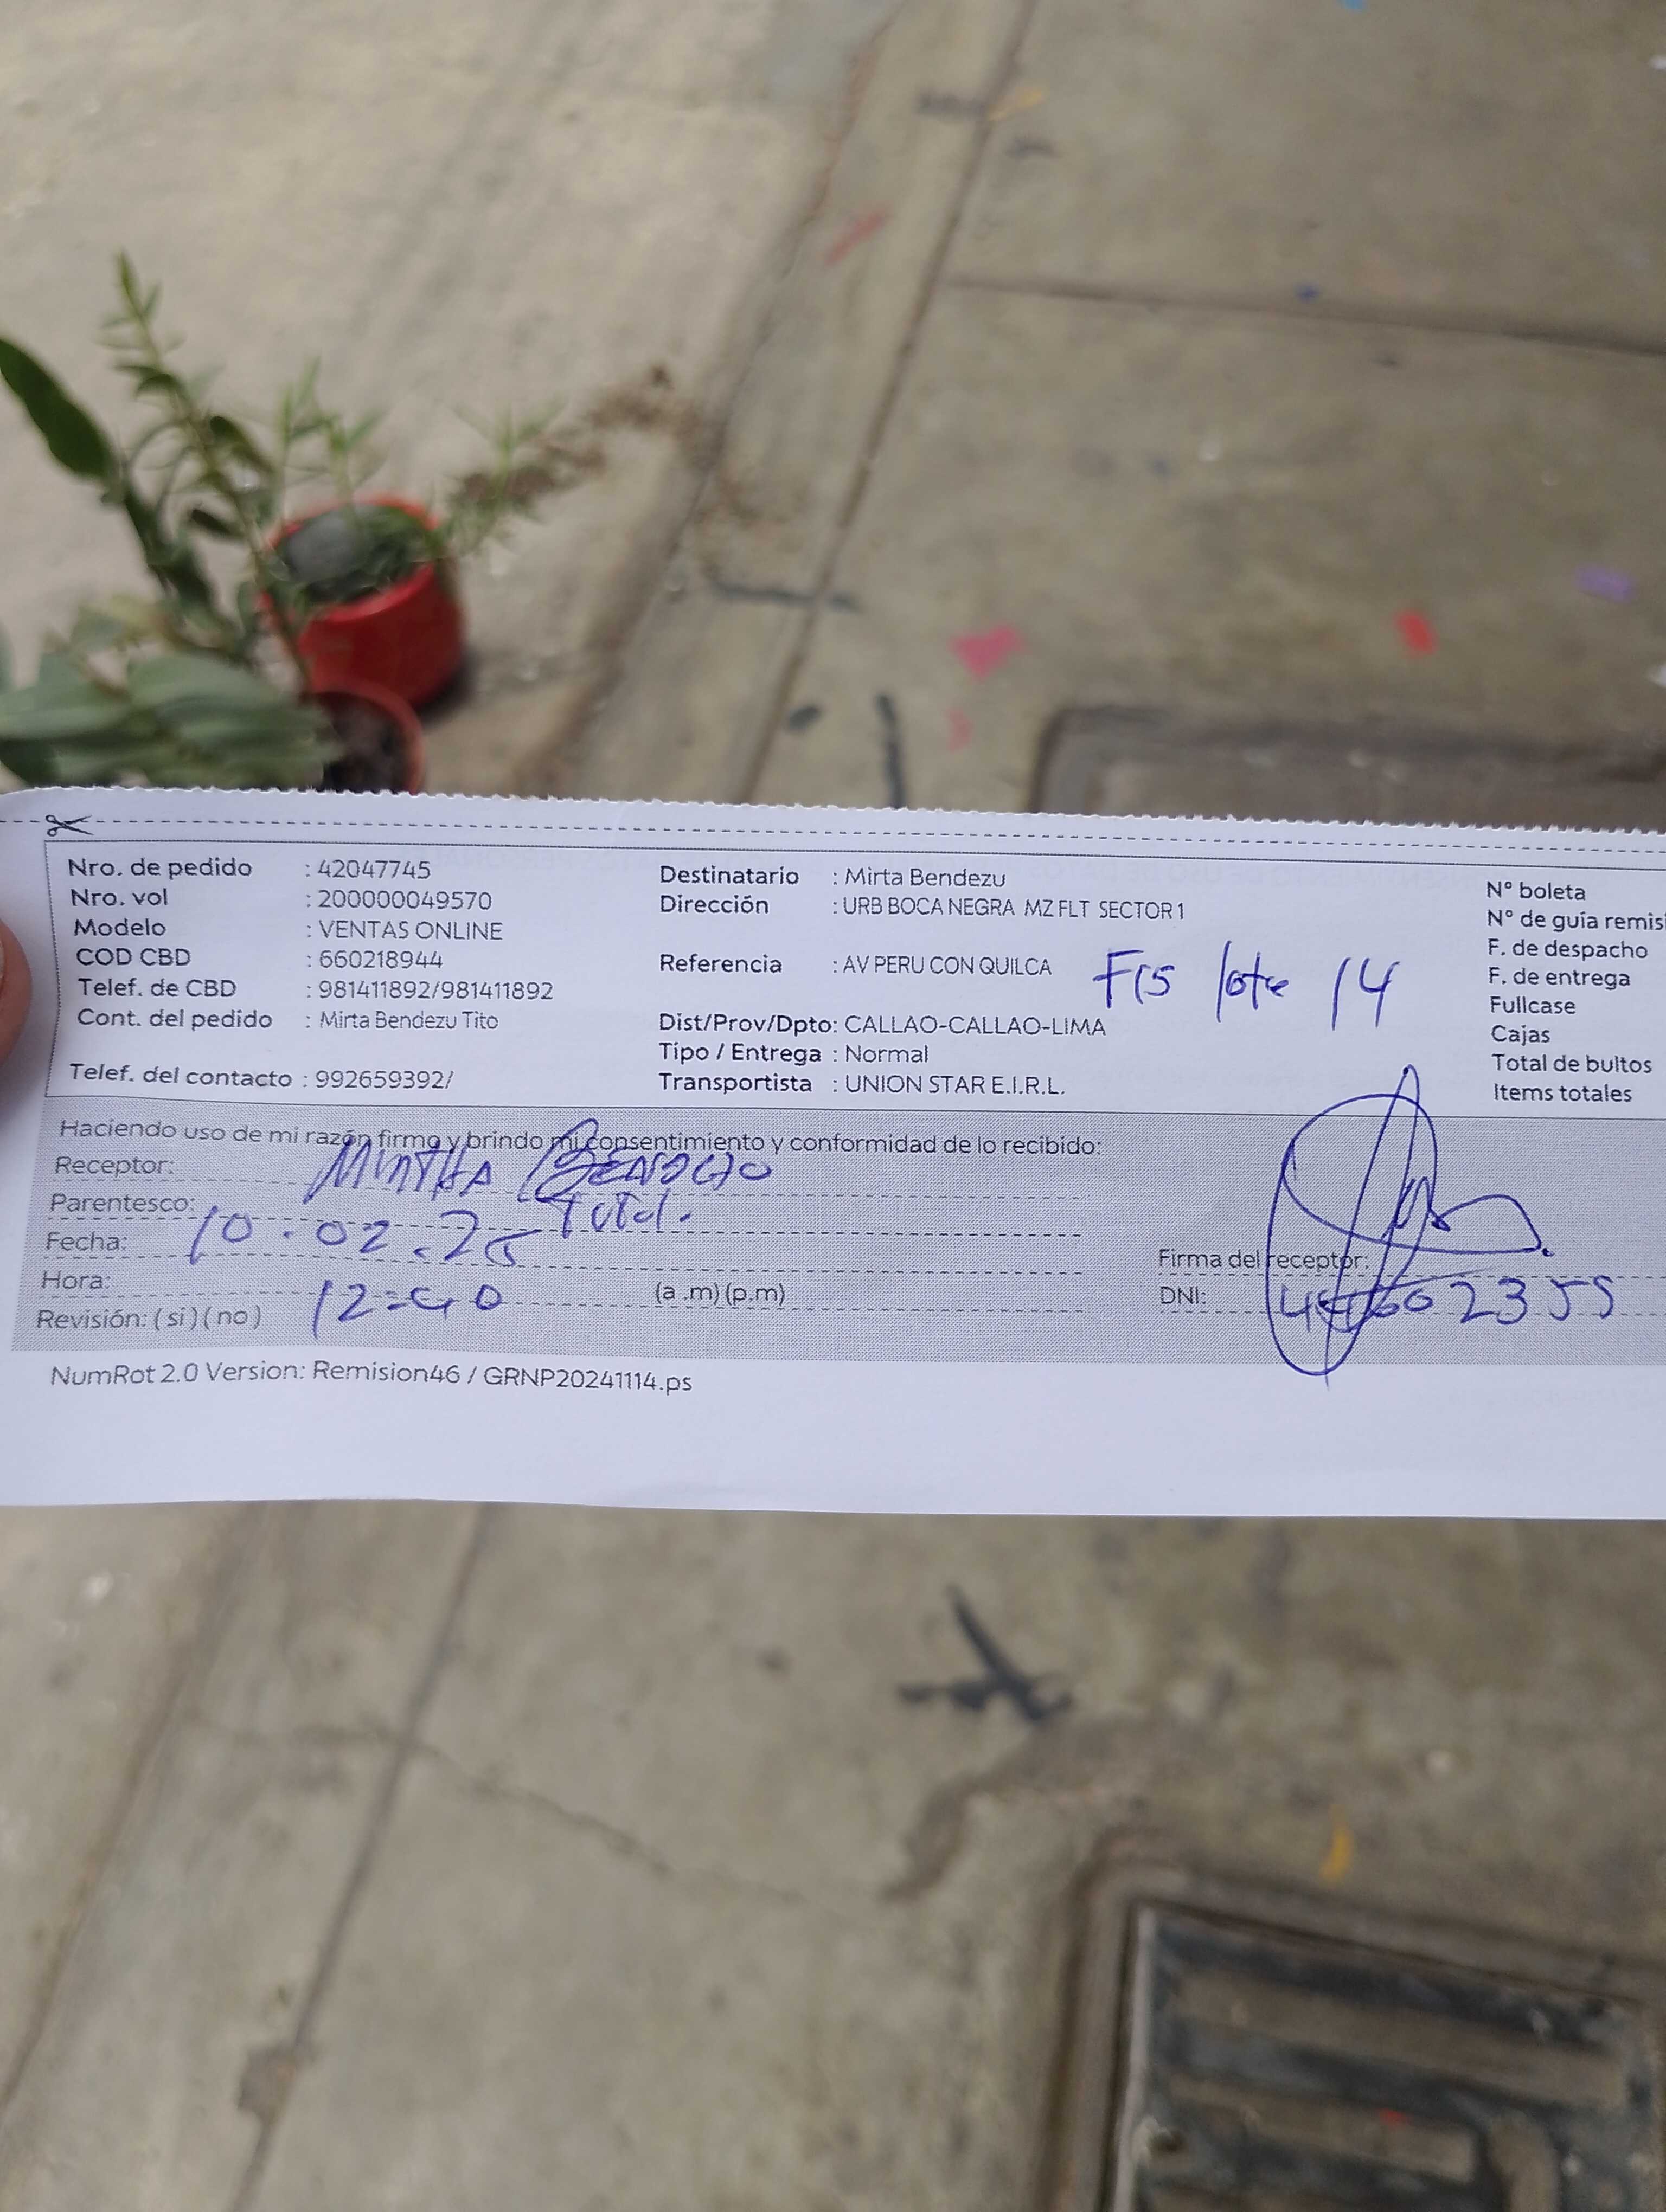 Nro. de pedido : 42047745
Nro. vol : 200000049570
Modelo : VENTAS ONLINE
COD CBD : 660218944
Telef. de CBD : 981411892/981411892
Cont. del pedido : Mirta Bendezu Tito
Telef. del contacto : 992659392/
Destinatario : Mirta Bendezu
Dirección : URB BOCA NEGRA MZ FLT SECTOR 1
Referencia : AV PERU CON QUILCA
F15 lote 14
Dist/Prov/Dpto: CALLAO-CALLAO-LIMA
Tipo / Entrega : Normal
Transportista : UNION STAR E.I.R.L.
N° boleta
N° de guía remisi
F. de despacho
F. de entrega
Fullcase
Cajas
Total de bultos
Items totales
Haciendo uso de mi razón firmo y brindo mi consentimiento y conformidad de lo recibido:
Receptor:
Parentesco:
Fecha: 10.02.25
Hora: 12:40 (a .m) (p.m)
Revisión: ( si ) ( no )
Firma del receptor:
DNI:
NumRot 2.0 Version: Remision46 / GRNP20241114.ps